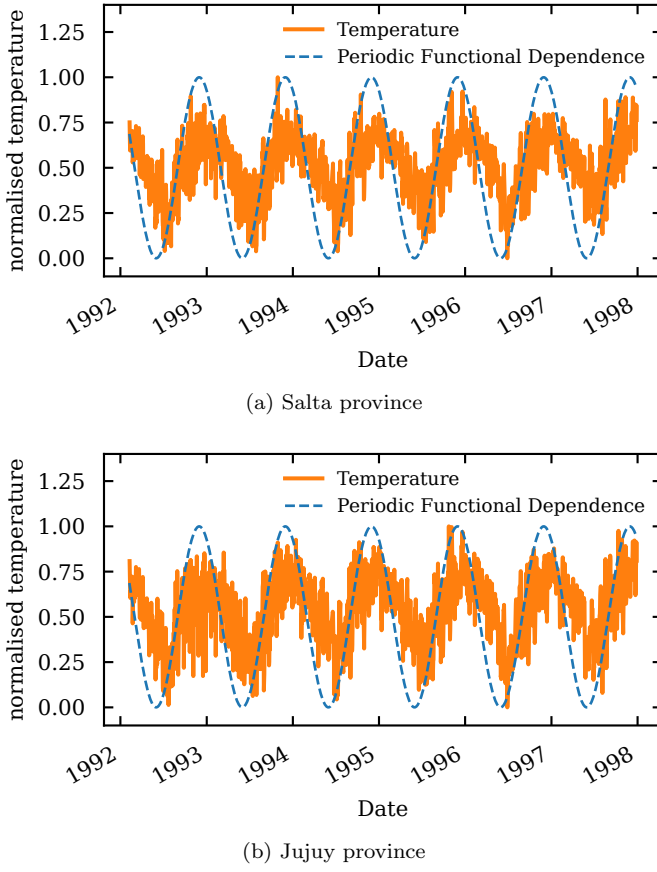 normalised temperature
1.25
1.00
0.75
0.50
0.25
0.00
Temperature
Periodic Functional Dependence
1992
1993
1994
1995
1996
1997
1998
Date
(a) Salta province
normalised temperature
1.25
1.00
0.75
0.50
0.25
0.00
Temperature
Periodic Functional Dependence
1992
1993
1994
1995
1996
1997
1998
Date
(b) Jujuy province